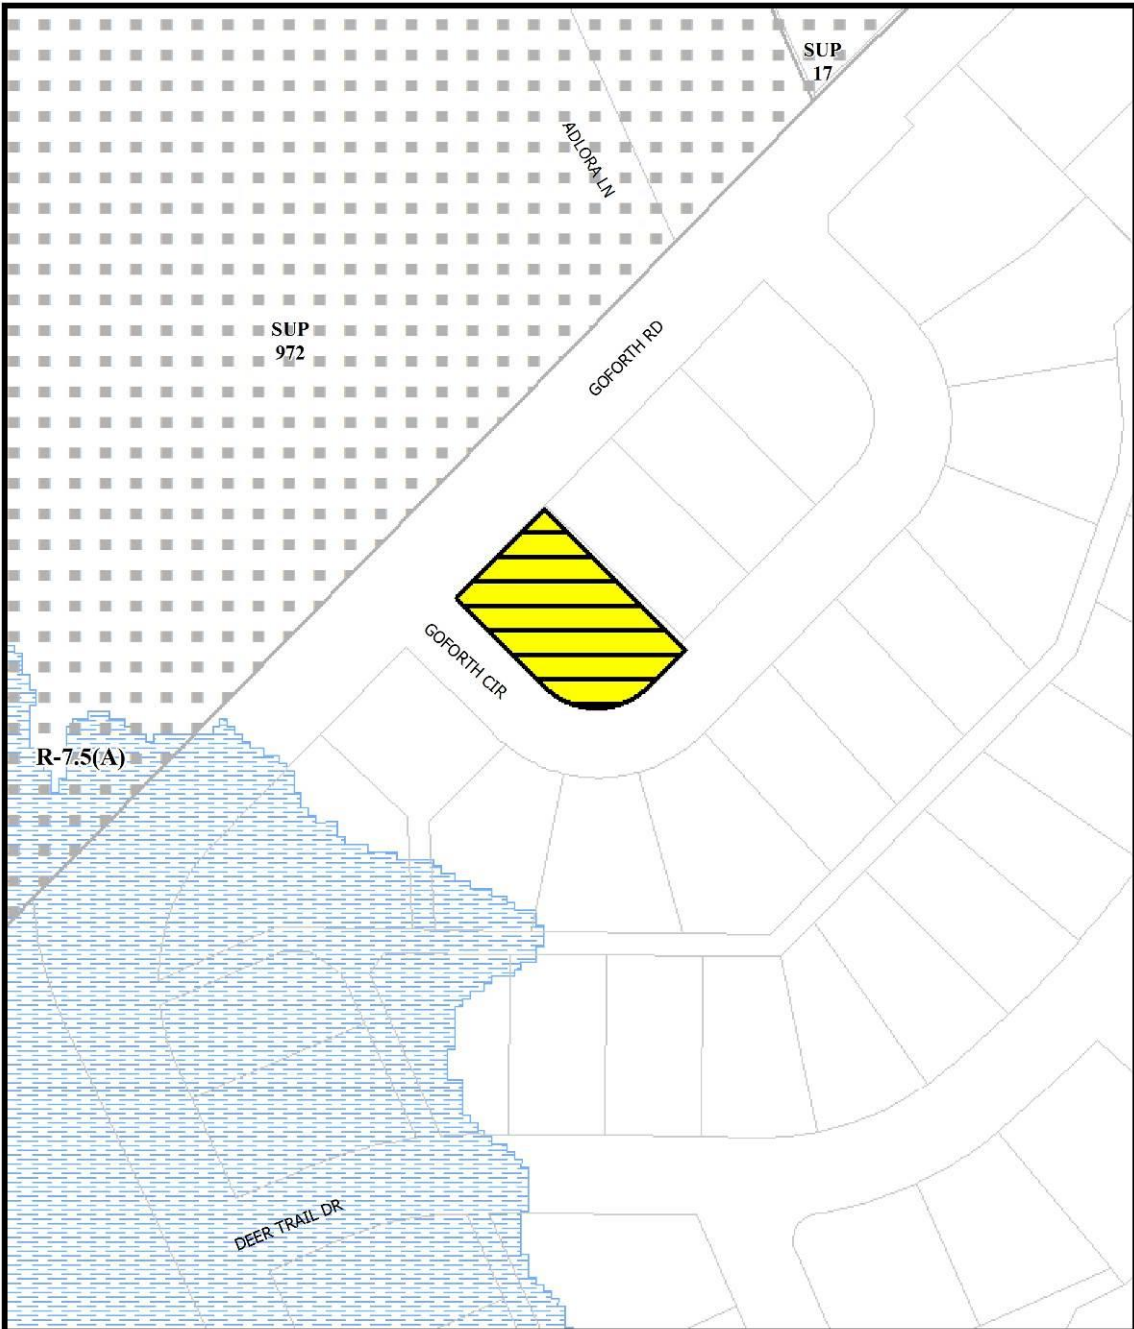 SUP
17
ADLORA LN
SUP
972
GOFORTH RD
GOFORTH CIR
R-7.5(A)
DEER TRAIL DR